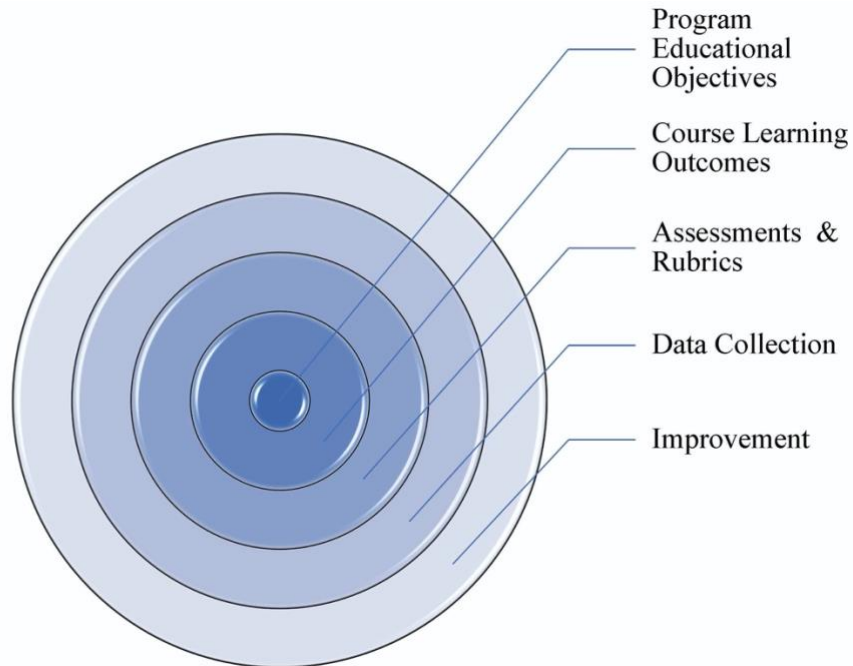 Program
Educational
Objectives
Course Learning
Outcomes
Assessments &
Rubrics
Data Collection
Improvement